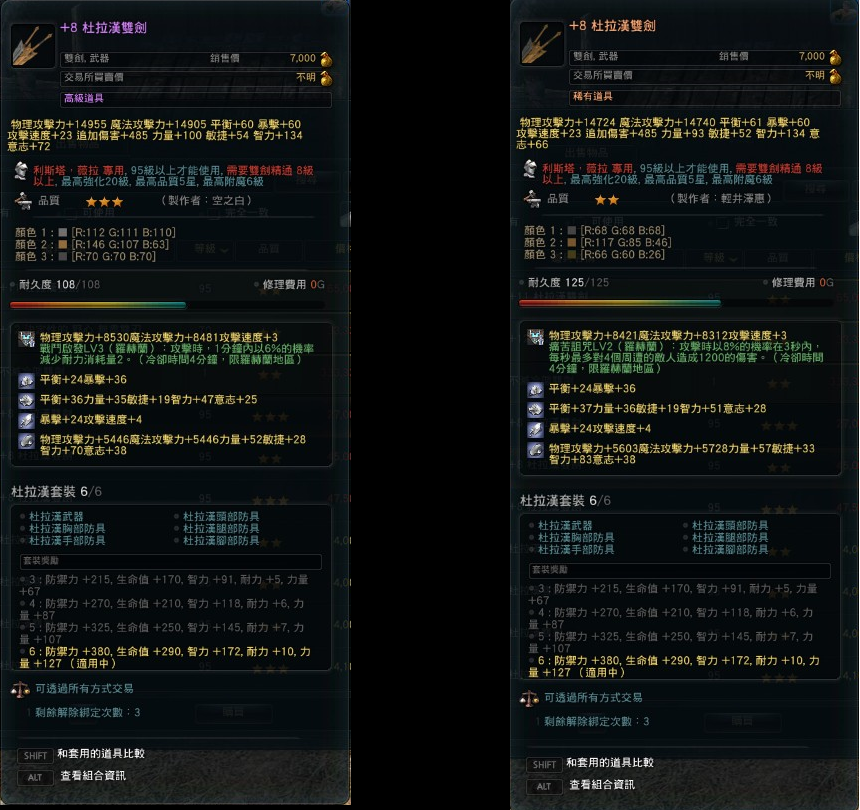 +8 杜拉漢雙劍
雙劍, 武器 銷售價 7,000
交易所買賣價 不明
高級道具
物理攻擊力+14955 魔法攻擊力+14905 平衡+60 暴擊+60
攻擊速度+23 追加傷害+485 力量+100 敏捷+54 智力+134
意志+72
利斯塔，薇拉 專用, 95級以上才能使用, 需要雙劍精通 8級
以上, 最高強化20級, 最高品質5星, 最高附魔6級
品質 ★★★ （製作者：空之白）
顏色 1 : ■ [R:112 G:111 B:110]
顏色 2 : ■ [R:146 G:107 B:63]
顏色 3 : ■ [R:70 G:70 B:70]
耐久度 108/108 修理費用 0G
物理攻擊力+8530魔法攻擊力+8481攻擊速度+3
戰鬥啟發LV3（羅赫蘭）：攻擊時，1分鐘內以6%的機率
減少耐力消耗量2。（冷卻時間4分鐘，限羅赫蘭地區）
平衡+24暴擊+36
平衡+36力量+35敏捷+19智力+47意志+25
暴擊+24攻擊速度+4
物理攻擊力+5446魔法攻擊力+5446力量+52敏捷+28
智力+70意志+38
杜拉漢套裝 6/6
杜拉漢武器 杜拉漢頭部防具
杜拉漢胸部防具 杜拉漢腿部防具
杜拉漢手部防具 杜拉漢腳部防具
套裝獎勵
3 : 防禦力 +215, 生命值 +170, 智力 +91, 耐力 +5, 力量
+67
4 : 防禦力 +270, 生命值 +210, 智力 +118, 耐力 +6, 力
量 +87
5 : 防禦力 +325, 生命值 +250, 智力 +145, 耐力 +7, 力
量 +107
6 : 防禦力 +380, 生命值 +290, 智力 +172, 耐力 +10, 力
量 +127（適用中）
可透過所有方式交易
剩餘解除綁定次數：3
SHIFT 和套用的道具比較
ALT 查看組合資訊
+8 杜拉漢雙劍
雙劍, 武器 銷售價 7,000
交易所買賣價 不明
稀有道具
物理攻擊力+14724 魔法攻擊力+14740 平衡+61 暴擊+60
攻擊速度+23 追加傷害+485 力量+93 敏捷+52 智力+134 意
志+66
利斯塔，薇拉 專用, 95級以上才能使用, 需要雙劍精通 8級
以上, 最高強化20級, 最高品質5星, 最高附魔6級
品質 ★★ （製作者：輕井澤惠）
顏色 1 : ■ [R:68 G:68 B:68]
顏色 2 : ■ [R:117 G:85 B:46]
顏色 3 : ■ [R:66 G:60 B:26]
耐久度 125/125 修理費用 0G
物理攻擊力+8421魔法攻擊力+8312攻擊速度+3
痛苦詛咒LV2（羅赫蘭）：攻擊時以8%的機率在3秒內，
每秒最多對4個周遭的敵人造成1200的傷害。（冷卻時間
4分鐘，限羅赫蘭地區）
平衡+24暴擊+36
平衡+37力量+36敏捷+19智力+51意志+28
暴擊+24攻擊速度+4
物理攻擊力+5603魔法攻擊力+5728力量+57敏捷+33
智力+83意志+38
杜拉漢套裝 6/6
杜拉漢武器 杜拉漢頭部防具
杜拉漢胸部防具 杜拉漢腿部防具
杜拉漢手部防具 杜拉漢腳部防具
套裝獎勵
3 : 防禦力 +215, 生命值 +170, 智力 +91, 耐力 +5, 力量
+67
4 : 防禦力 +270, 生命值 +210, 智力 +118, 耐力 +6, 力
量 +87
5 : 防禦力 +325, 生命值 +250, 智力 +145, 耐力 +7, 力
量 +107
6 : 防禦力 +380, 生命值 +290, 智力 +172, 耐力 +10, 力
量 +127（適用中）
可透過所有方式交易
剩餘解除綁定次數：3
SHIFT 和套用的道具比較
ALT 查看組合資訊